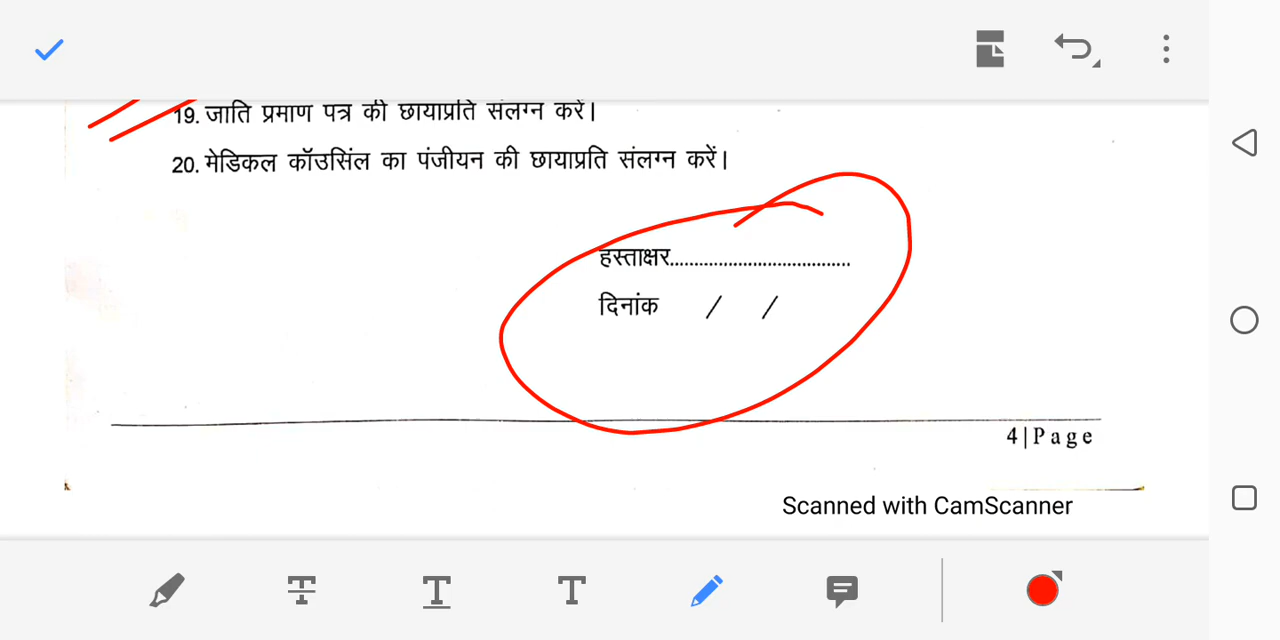 19. जाति प्रमाण पत्र की छायाप्रति संलग्न करें।
20. मेडिकल कॉउसिंल का पंजीयन की छायाप्रति संलग्न करें।
हस्ताक्षर.......................................
दिनांक / /
4|Page
Scanned with CamScanner